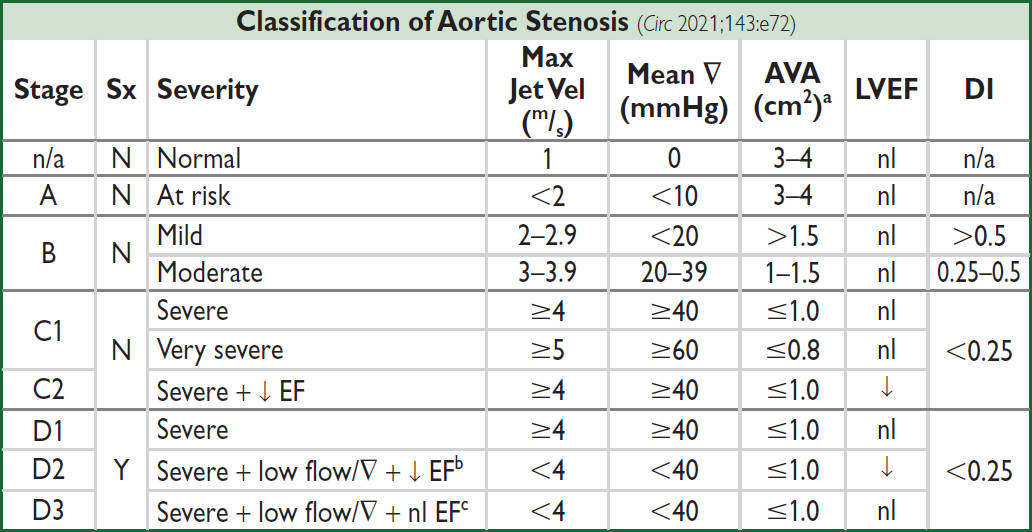 Classification of Aortic Stenosis (Circ 2021;143:e72)
Stage Sx Severity Max Jet Vel (m/s) Mean ∇ (mmHg) AVA (cm²)ᵃ LVEF DI
n/a N Normal 1 0 3–4 nl n/a
A N At risk <2 <10 3–4 nl n/a
B N Mild 2–2.9 <20 >1.5 nl >0.5
Moderate 3–3.9 20–39 1–1.5 nl 0.25–0.5
C1 N Severe ≥4 ≥40 ≤1.0 nl <0.25
Very severe ≥5 ≥60 ≤0.8 nl
C2 Severe + ↓ EF ≥4 ≥40 ≤1.0 ↓
D1 Y Severe ≥4 ≥40 ≤1.0 nl <0.25
D2 Severe + low flow/∇ + ↓ EFᵇ <4 <40 ≤1.0 ↓
D3 Severe + low flow/∇ + nl EFᶜ <4 <40 ≤1.0 nl